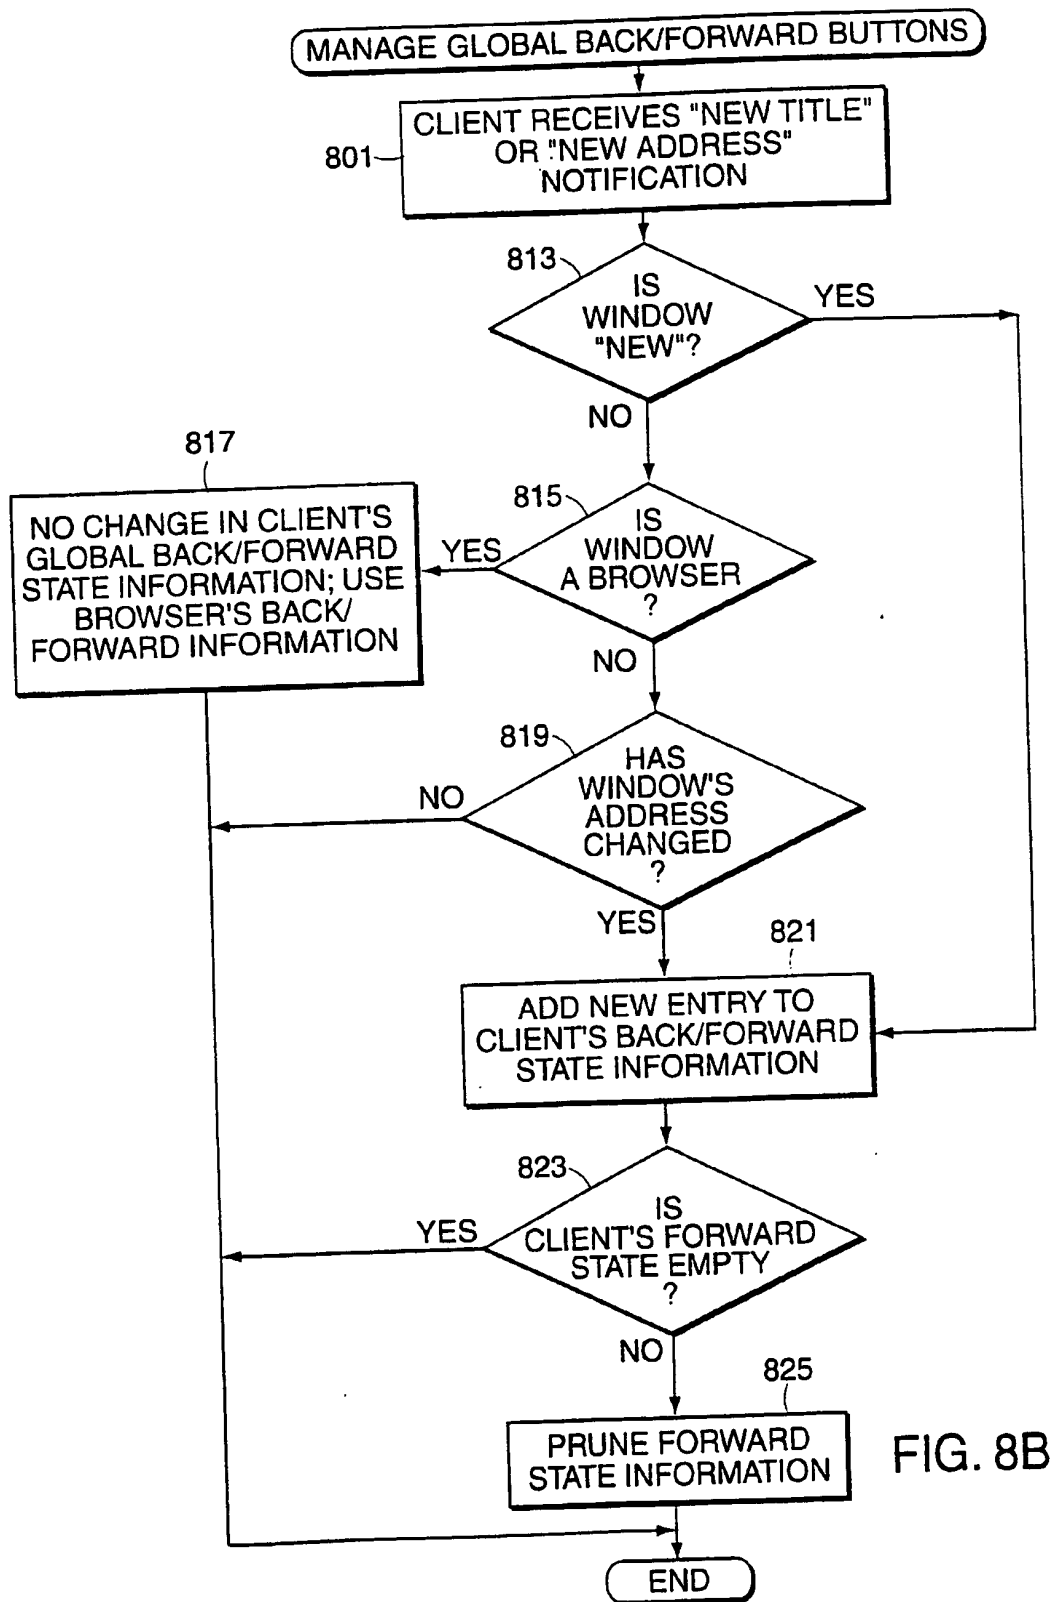 MANAGE GLOBAL BACK/FORWARD BUTTONS
801
CLIENT RECEIVES "NEW TITLE"
OR "NEW ADDRESS"
NOTIFICATION
813
IS
WINDOW
"NEW"?
YES
NO
817
NO CHANGE IN CLIENT'S
GLOBAL BACK/FORWARD
STATE INFORMATION; USE
BROWSER'S BACK/
FORWARD INFORMATION
815
IS
WINDOW
A BROWSER
?
YES
NO
819
HAS
WINDOW'S
ADDRESS
CHANGED
?
NO
YES
821
ADD NEW ENTRY TO
CLIENT'S BACK/FORWARD
STATE INFORMATION
823
IS
CLIENT'S FORWARD
STATE EMPTY
?
YES
NO
825
PRUNE FORWARD
STATE INFORMATION
FIG. 8B
END